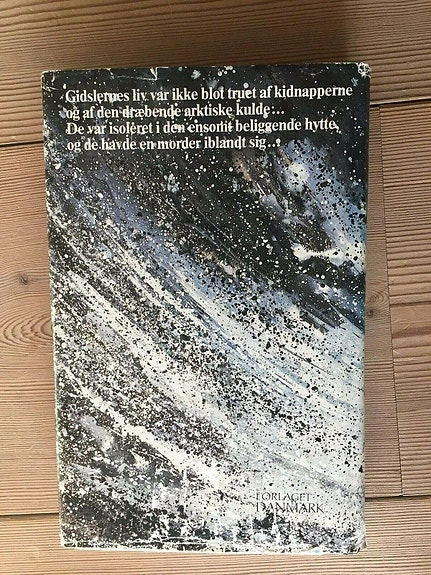 Gidslernes liv var ikke blot truet af kidnapperne
og af den dræbende arktiske kulde...
De var isoleret i den ensomt beliggende hytte,
og de havde en morder iblandt sig...
FORLAGET
DANMARK